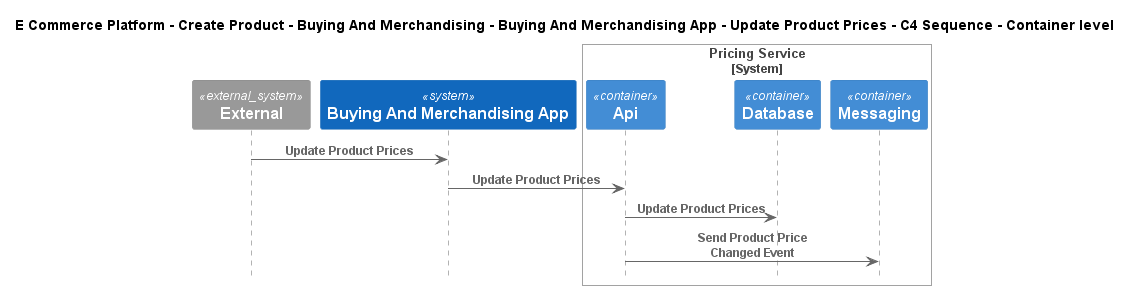 E Commerce Platform - Create Product - Buying And Merchandising - Buying And Merchandising App - Update Product Prices - C4 Sequence - Container level
Pricing Service
[System]
«external_system»
External
«system»
Buying And Merchandising App
«container»
Api
«container»
Database
«container»
Messaging
Update Product Prices
Update Product Prices
Update Product Prices
Send Product Price
Changed Event